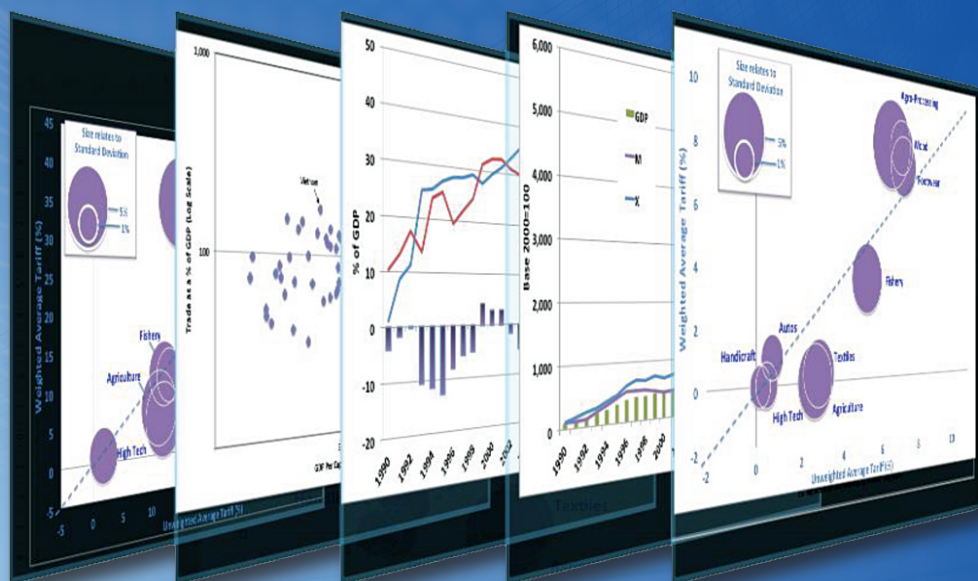 45
40
35
30
25
20
15
10
5
0
-5
Weighted Average Tariff (%)
Size relates to
Standard Deviation
5%
1%
Fishery
Agriculture
High Tech
-5
0
5
10
Unweighted Average Tariff (%)
1,000
100
Trade as a % of GDP (Log Scale)
Vietnam
50
40
30
20
10
0
-10
-20
% of GDP
1990
1992
1994
1996
1998
2000
2002
6,000
5,000
4,000
3,000
2,000
1,000
0
Base 2000=100
GDP
M
X
1990
1992
1994
1996
1998
2000
10
8
6
4
2
0
-2
Weighted Average Tariff (%)
Size relates to
Standard Deviation
5%
1%
Agro-Processing
Footwear
Fishery
Autos
Handicraft
Textiles
High Tech
Agriculture
-2
0
2
4
6
8
10
Unweighted Average Tariff (%)
Textiles